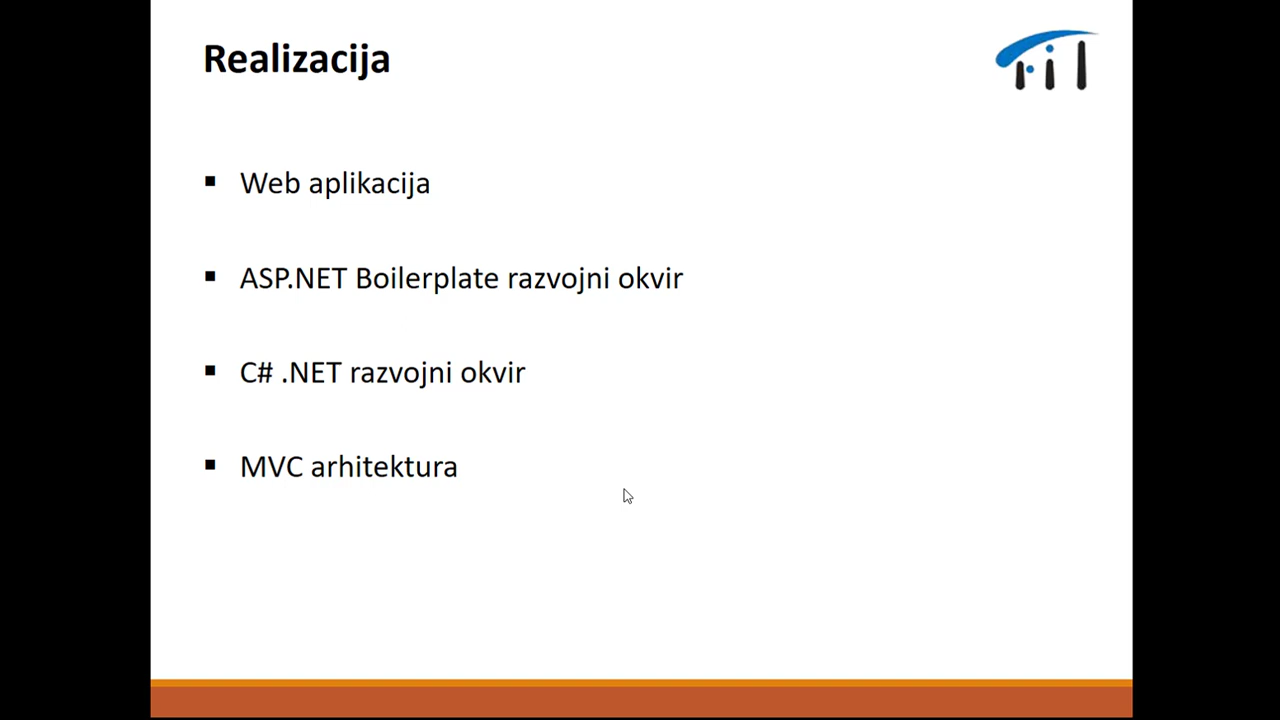 Realizacija
Web aplikacija
ASP.NET Boilerplate razvojni okvir
C# .NET razvojni okvir
MVC arhitektura